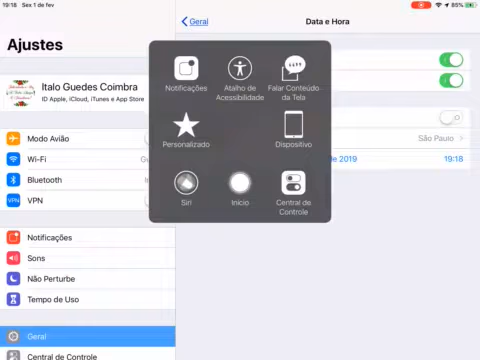 19:18 Sex 1 de fev
85%
Ajustes
Geral
Data e Hora
Italo Guedes Coimbra
ID Apple, iCloud, iTunes e App Store
Modo Avião
Wi-Fi
Bluetooth
VPN
VPN
Notificações
Sons
Não Perturbe
Tempo de Uso
Geral
Central de Controle
Notificações
Atalho de
Acessibilidade
Falar Conteúdo
da Tela
Personalizado
Dispositivo
Siri
Início
Central de
Controle
São Paulo
de 2019
19:18